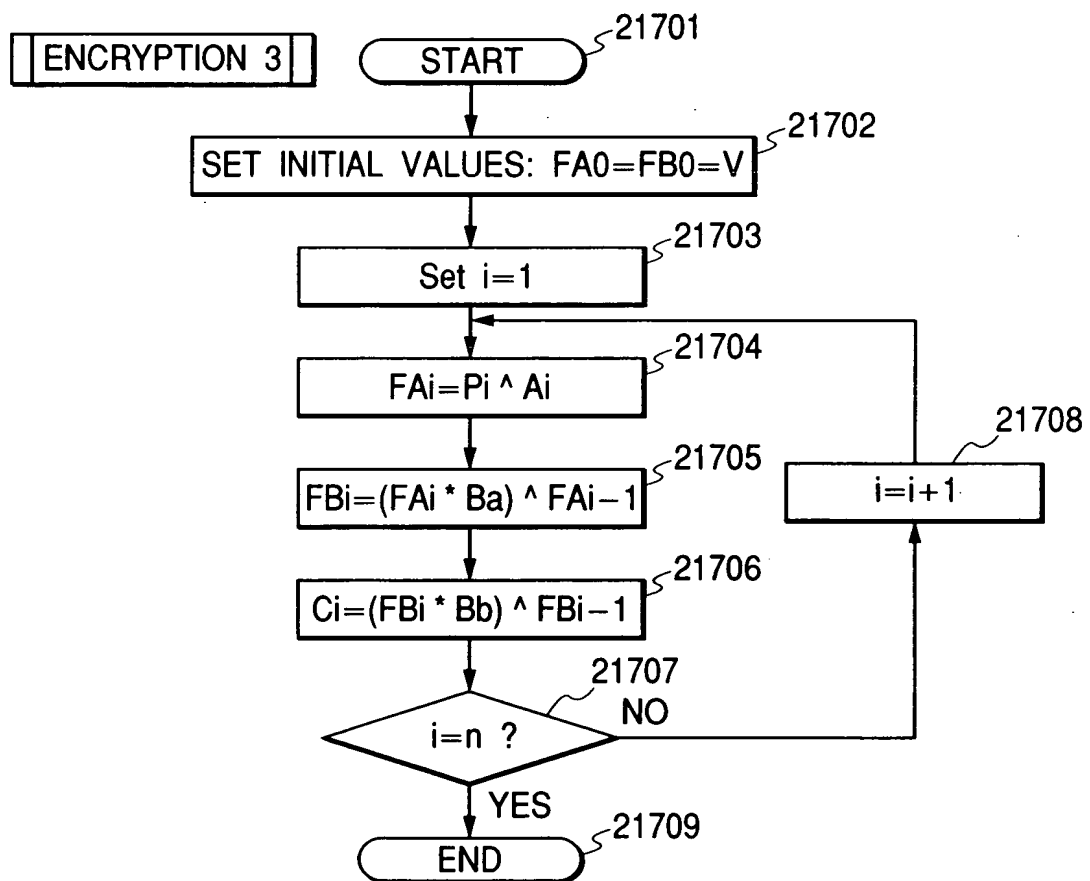 ENCRYPTION 3
START
21701
SET INITIAL VALUES: FA0=FB0=V
21702
Set i=1
21703
FAi=Pi ^ Ai
21704
FBi=(FAi * Ba) ^ FAi-1
21705
Ci=(FBi * Bb) ^ FBi-1
21706
i=n ?
21707
NO
i=i+1
21708
YES
END
21709